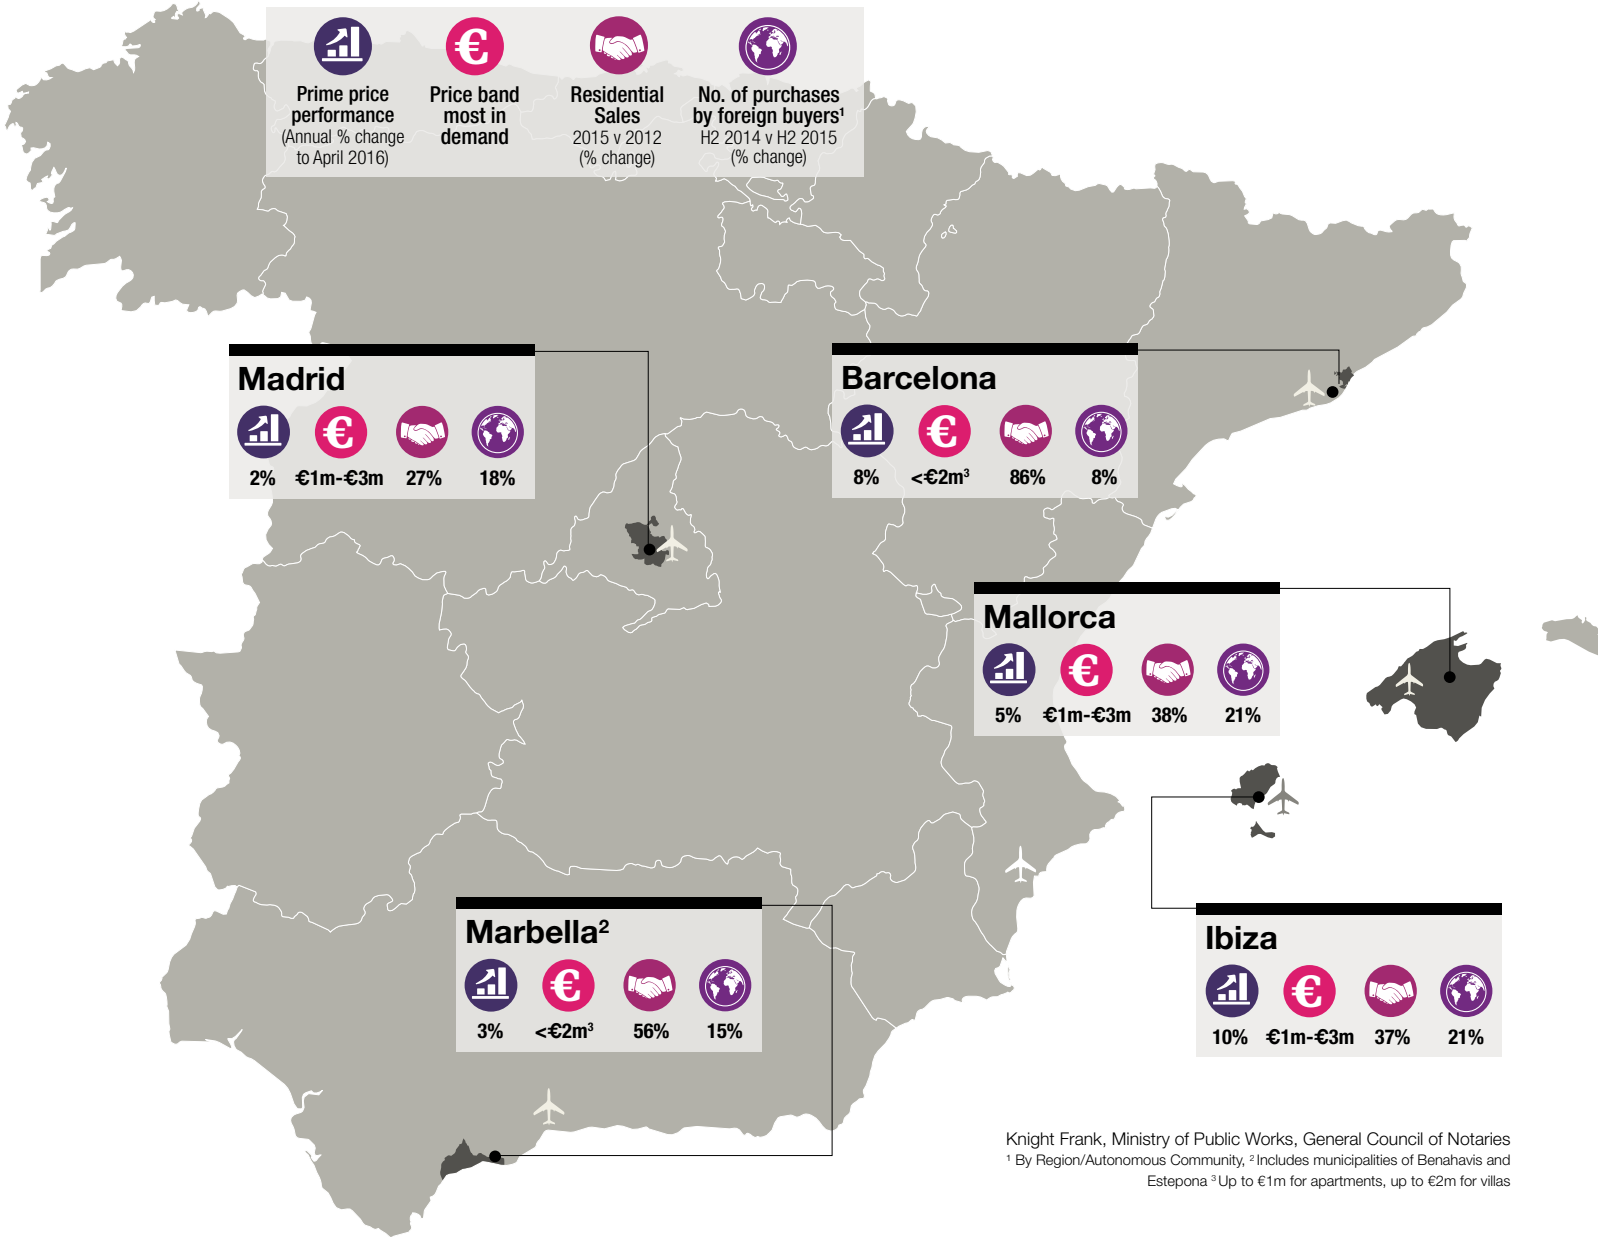 Prime price
performance
(Annual % change
to April 2016)
Price band
most in
demand
Residential
Sales
2015 v 2012
(% change)
No. of purchases
by foreign buyers¹
H2 2014 v H2 2015
(% change)
Madrid
2% €1m-€3m 27% 18%
Barcelona
8% <€2m³ 86% 8%
Mallorca
5% €1m-€3m 38% 21%
Marbella²
3% <€2m³ 56% 15%
Ibiza
10% €1m-€3m 37% 21%
Knight Frank, Ministry of Public Works, General Council of Notaries
¹ By Region/Autonomous Community, ² Includes municipalities of Benahavis and
Estepona ³ Up to €1m for apartments, up to €2m for villas